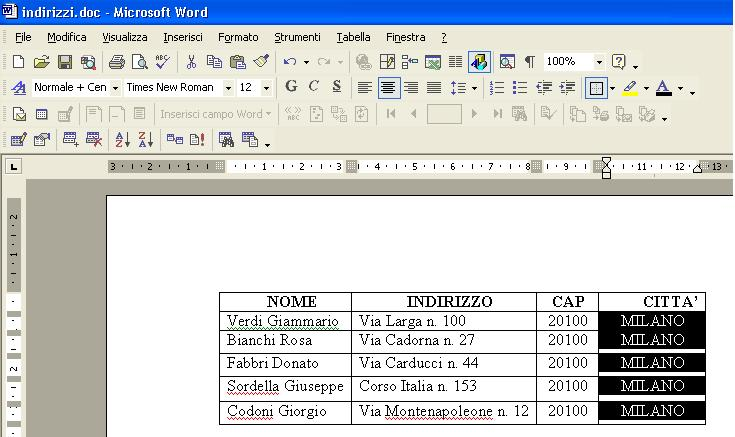 indirizzi.doc - Microsoft Word
File Modifica Visualizza Inserisci Formato Strumenti Tabella Finestra ?
100%
Normale + Cen Times New Roman 12 G C S
Inserisci campo Word
3 2 1 1 2 3 4 5 6 7 8 9 11 12 13
NOME INDIRIZZO CAP CITTA'
Verdi Giammario Via Larga n. 100 20100 MILANO
Bianchi Rosa Via Cadorna n. 27 20100 MILANO
Fabbri Donato Via Carducci n. 44 20100 MILANO
Sordella Giuseppe Corso Italia n. 153 20100 MILANO
Codoni Giorgio Via Montenapoleone n. 12 20100 MILANO